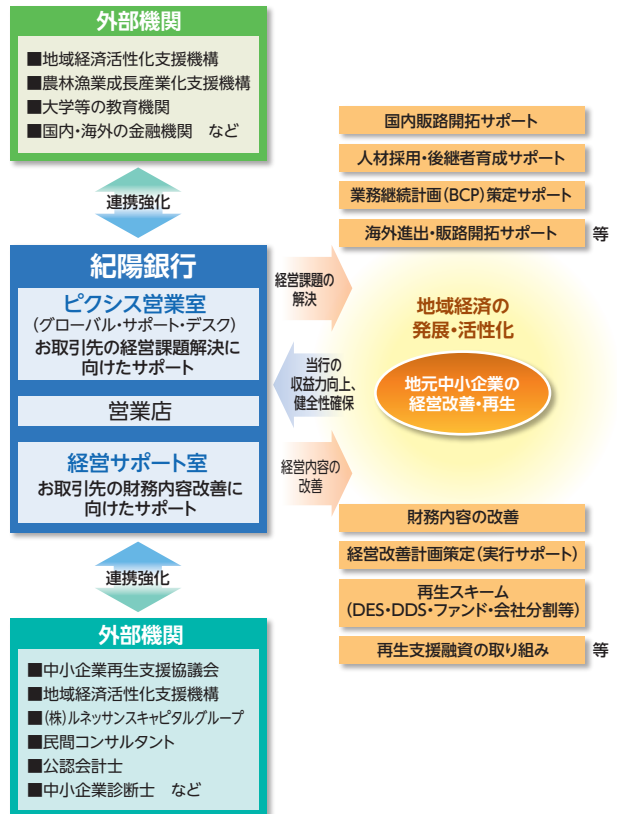 外部機関
■地域経済活性化支援機構
■農林漁業成長産業化支援機構
■大学等の教育機関
■国内・海外の金融機関　など
連携強化
紀陽銀行
ピクシス営業室
(グローバル・サポート・デスク)
お取引先の経営課題解決に
向けたサポート
営業店
経営サポート室
お取引先の財務内容改善に
向けたサポート
連携強化
外部機関
■中小企業再生支援協議会
■地域経済活性化支援機構
■(株)ルネッサンスキャピタルグループ
■民間コンサルタント
■公認会計士
■中小企業診断士　など
経営課題の
解決
当行の
収益力向上、
健全性確保
経営内容の
改善
国内販路開拓サポート
人材採用・後継者育成サポート
業務継続計画(BCP)策定サポート
海外進出・販路開拓サポート　等
地域経済の
発展・活性化
地元中小企業の
経営改善・再生
財務内容の改善
経営改善計画策定(実行サポート)
再生スキーム
(DES・DDS・ファンド・会社分割等)
再生支援融資の取り組み　等